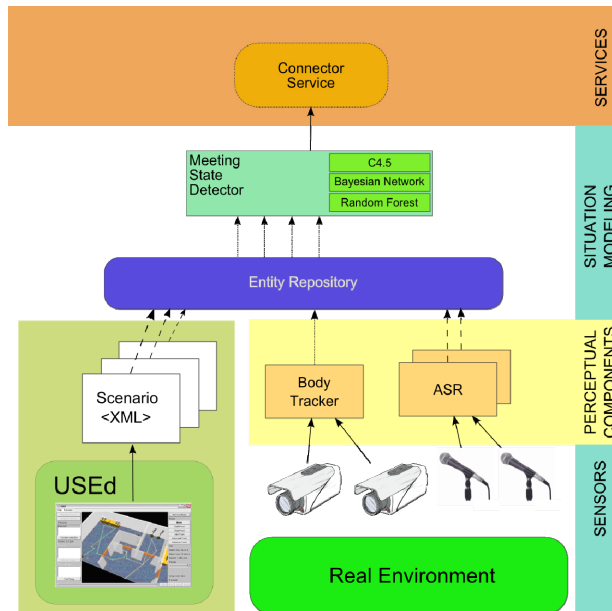 Connector
Service
SERVICES
Meeting
State
Detector
C4.5
Bayesian Network
Random Forest
SITUATION
MODELING
Entity Repository
Scenario
<XML>
Body
Tracker
ASR
PERCEPTUAL
COMPONENTS
USEd
SENSORS
Real Environment